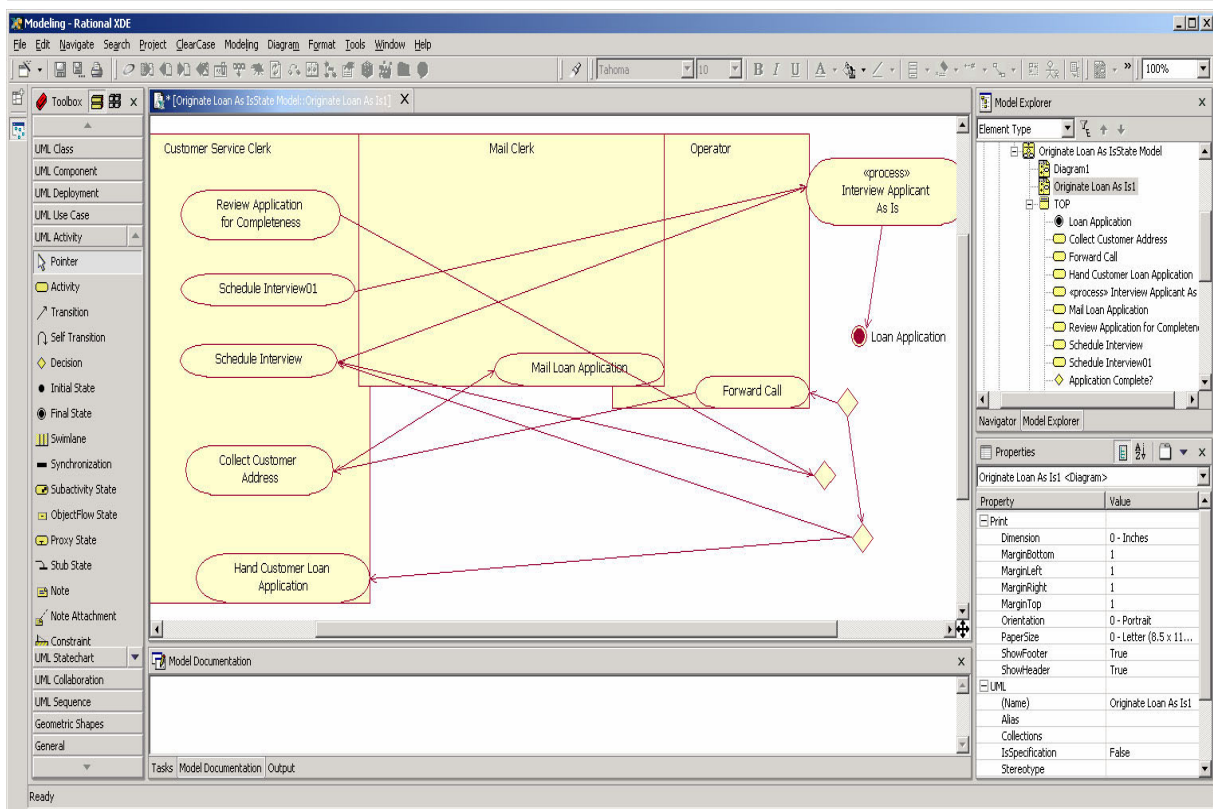 Modeling - Rational XDE
File Edit Navigate Search Project ClearCase Modeling Diagram Format Tools Window Help
Tahoma 10 B I U A 100%
Toolbox
* [Originate Loan As IsState Model::Originate Loan As Is1] X
Model Explorer
UML Class
UML Component
UML Deployment
UML Use Case
UML Activity
Pointer
Activity
Transition
Self Transition
Decision
Initial State
Final State
Swimlane
Synchronization
Subactivity State
ObjectFlow State
Proxy State
Stub State
Note
Note Attachment
Constraint
UML Statechart
UML Collaboration
UML Sequence
Geometric Shapes
General
Customer Service Clerk
Mail Clerk
Operator
Review Application
for Completeness
Schedule Interview01
Schedule Interview
Collect Customer
Address
Hand Customer Loan
Application
Mail Loan Application
Forward Call
«process»
Interview Applicant
As Is
Loan Application
Model Documentation
Tasks Model Documentation Output
Element Type
Originate Loan As IsState Model
Diagram1
Originate Loan As Is1
TOP
Loan Application
Collect Customer Address
Forward Call
Hand Customer Loan Application
«process» Interview Applicant As
Mail Loan Application
Review Application for Completen
Schedule Interview
Schedule Interview01
Application Complete?
Navigator Model Explorer
Properties
Originate Loan As Is1 <Diagram>
Property Value
Print
Dimension 0 - Inches
MarginBottom 1
MarginLeft 1
MarginRight 1
MarginTop 1
Orientation 0 - Portrait
PaperSize 0 - Letter (8.5 x 11...
ShowFooter True
ShowHeader True
UML
(Name) Originate Loan As Is1
Alias
Collections
IsSpecification False
Stereotype
Ready